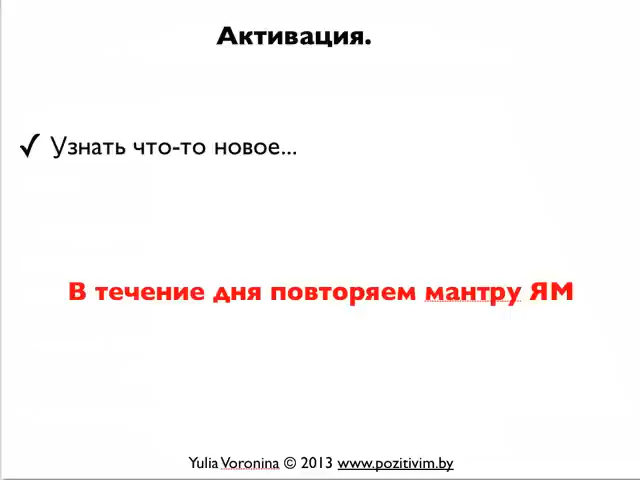 Активация.
✓ Узнать что-то новое...
В течение дня повторяем мантру ЯМ
Yulia Voronina © 2013 www.pozitivim.by